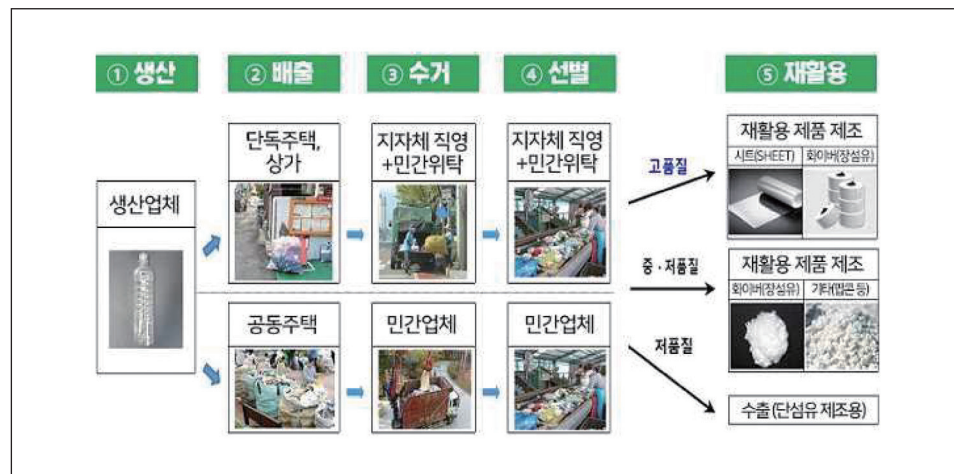 ① 생산
② 배출
③ 수거
④ 선별
⑤ 재활용
생산업체
단독주택,
상가
지자체 직영
+민간위탁
지자체 직영
+민간위탁
공동주택
민간업체
민간업체
고품질
중·저품질
저품질
재활용 제품 제조
시트(SHEET)
화이버(장섬유)
재활용 제품 제조
화이버(장섬유)
기타(팝콘 등)
수출 (단섬유 제조용)